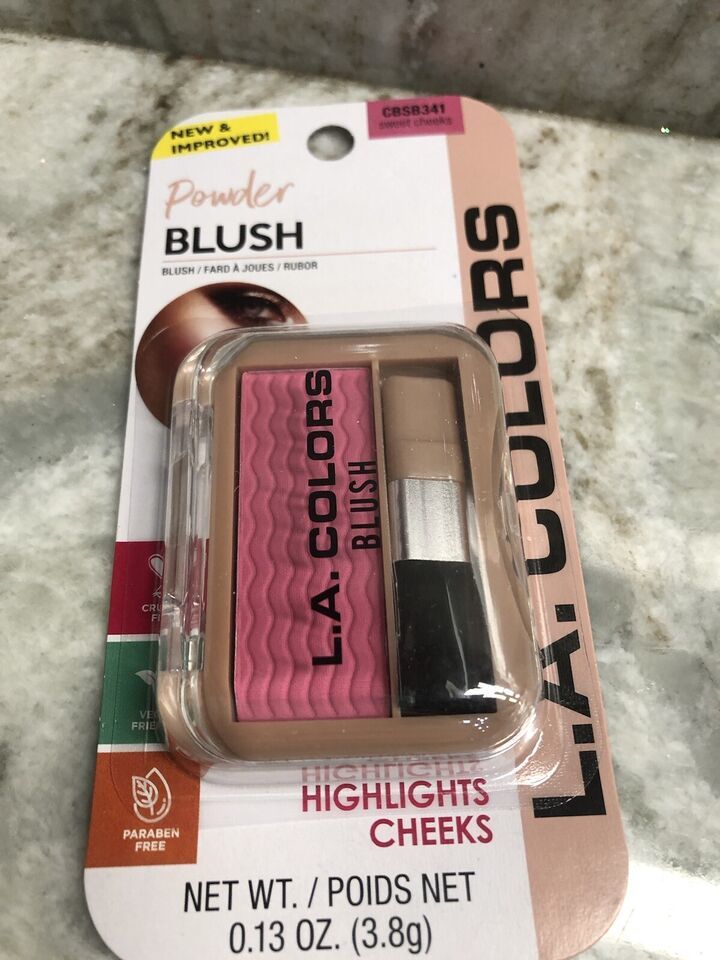 NEW &
IMPROVED!
CBSB341
sweet cheeks
Powder
BLUSH
BLUSH / FARD À JOUES / RUBOR
L.A. COLORS
L.A. COLORS
BLUSH
PARABEN
FREE
HIGHLIGHTS
HIGHLIGHTS
CHEEKS
NET WT. / POIDS NET
0.13 OZ. (3.8g)